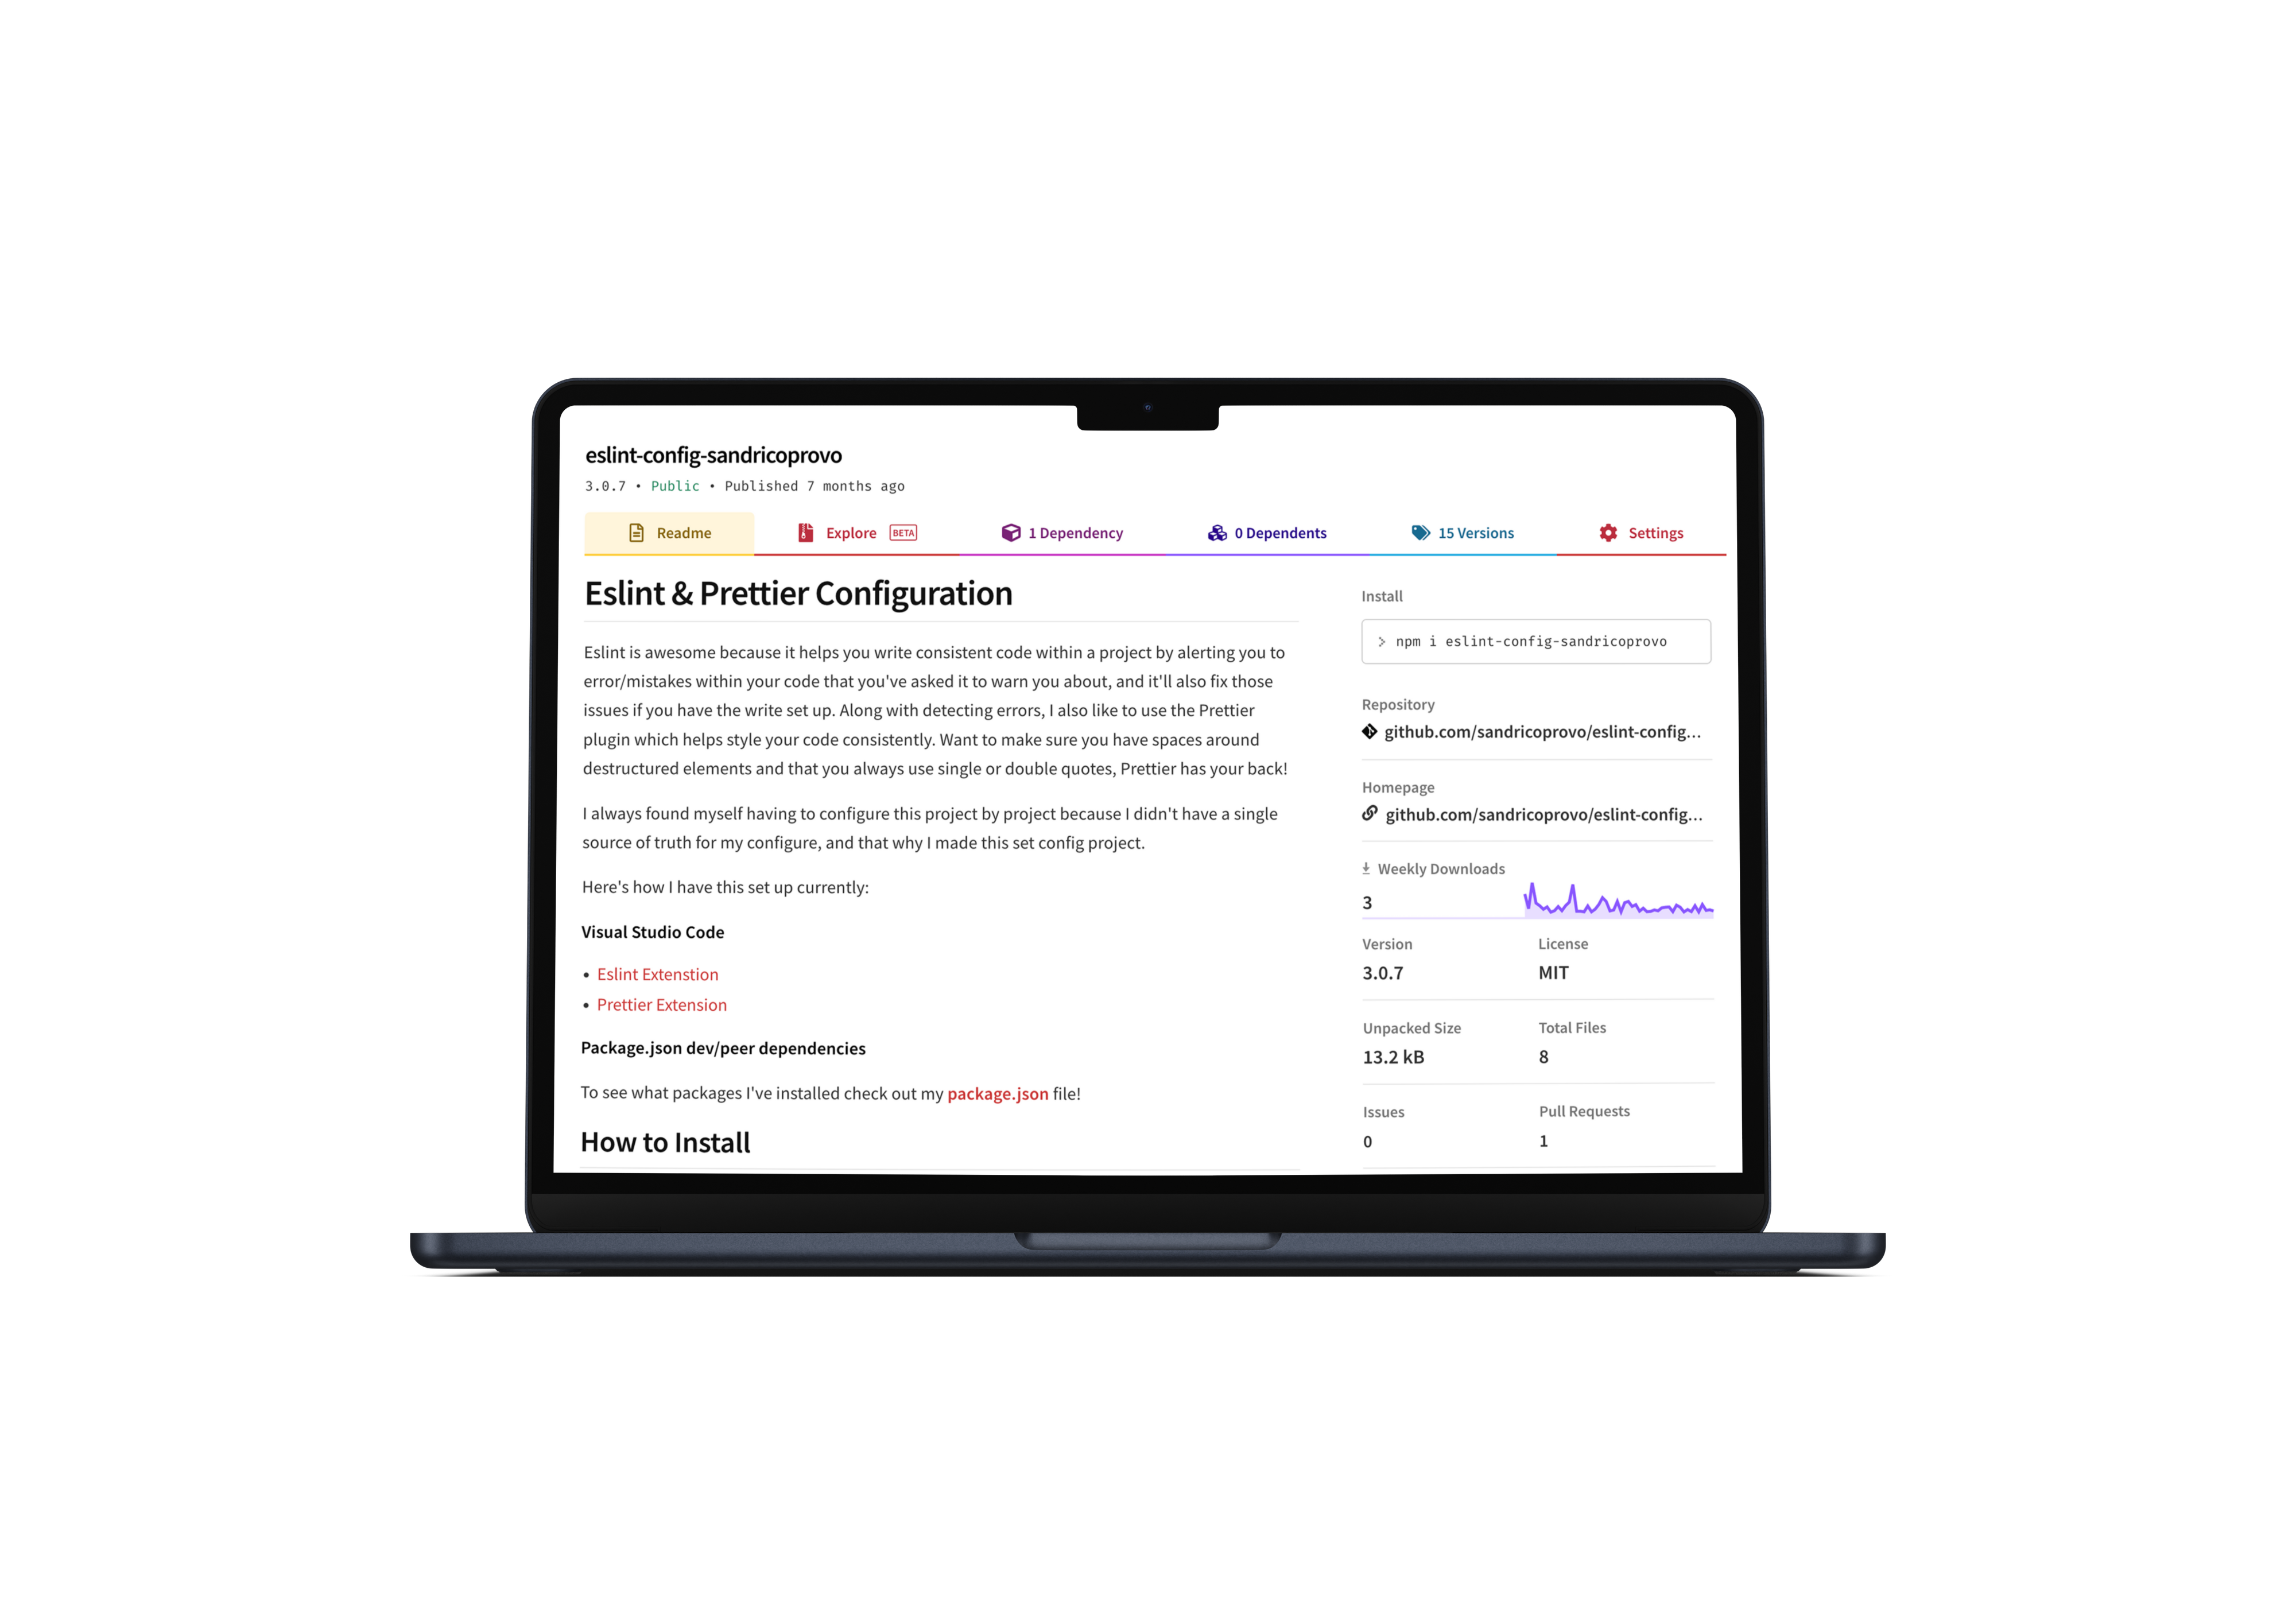 eslint-config-sandricoprovo
3.0.7 • Public • Published 7 months ago
Readme
Explore BETA
1 Dependency
0 Dependents
15 Versions
Settings
Eslint & Prettier Configuration
Eslint is awesome because it helps you write consistent code within a project by alerting you to
error/mistakes within your code that you've asked it to warn you about, and it'll also fix those
issues if you have the write set up. Along with detecting errors, I also like to use the Prettier
plugin which helps style your code consistently. Want to make sure you have spaces around
destructured elements and that you always use single or double quotes, Prettier has your back!
I always found myself having to configure this project by project because I didn't have a single
source of truth for my configure, and that why I made this set config project.
Here's how I have this set up currently:
Visual Studio Code
• Eslint Extenstion
• Prettier Extension
Package.json dev/peer dependencies
To see what packages I've installed check out my package.json file!
How to Install
Install
> npm i eslint-config-sandricoprovo
Repository
github.com/sandricoprovo/eslint-config...
Homepage
github.com/sandricoprovo/eslint-config...
Weekly Downloads
3
Version
3.0.7
License
MIT
Unpacked Size
13.2 kB
Total Files
8
Issues
0
Pull Requests
1